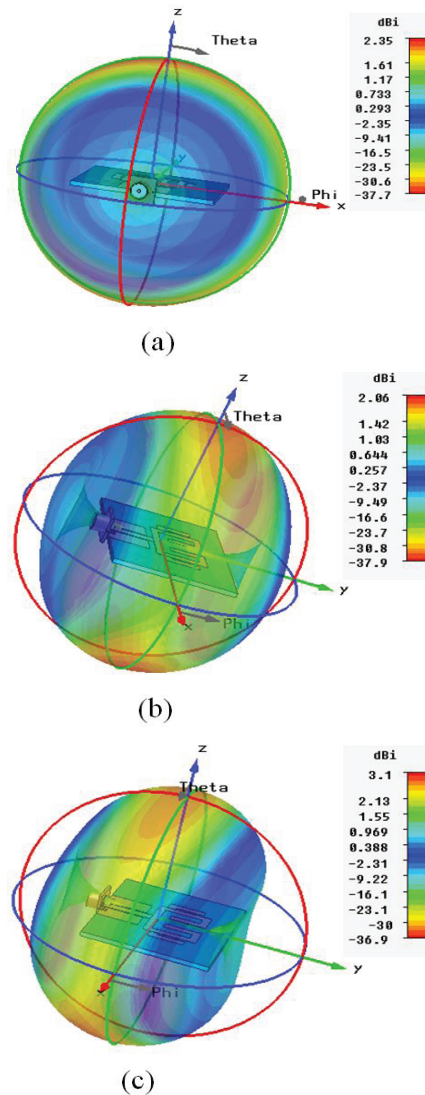 z
dBi
Theta
2.35
1.61
1.17
0.733
0.293
-2.35
-9.41
-16.5
-23.5
-30.6
-37.7
y
Phi
x
(a)
z
dBi
Theta
2.06
1.42
1.03
0.644
0.257
-2.37
-9.49
-16.6
-23.7
-30.8
-37.9
y
x
Phi
(b)
z
dBi
Theta
3.1
2.13
1.55
0.969
0.388
-2.31
-9.22
-16.1
-23.1
-30
-36.9
y
x
Phi
(c)